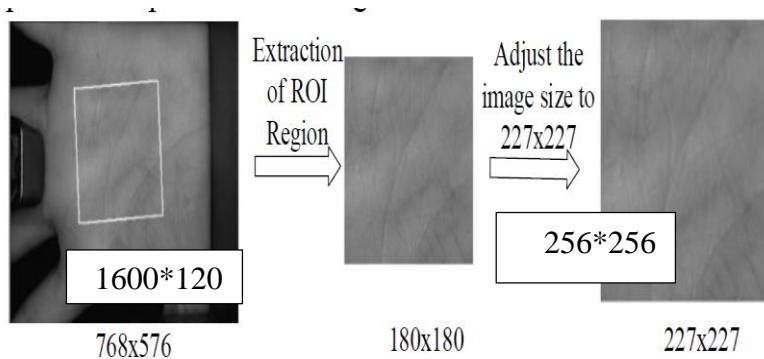 Extraction
of ROI
Region
Adjust the
image size to
227x227
1600*120
256*256
768x576
180x180
227x227